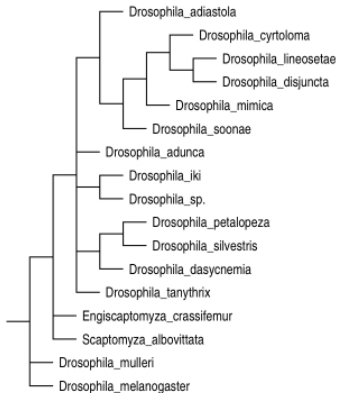 Drosophila_adiastola
Drosophila_cyrtoloma
Drosophila_lineosetae
Drosophila_disjuncta
Drosophila_mimica
Drosophila_soonae
Drosophila_adunca
Drosophila_iki
Drosophila_sp.
Drosophila_petalopeza
Drosophila_silvestris
Drosophila_dasycnemia
Drosophila_tanythrix
Engiscaptomyza_crassifemur
Scaptomyza_albovittata
Drosophila_mulleri
Drosophila_melanogaster